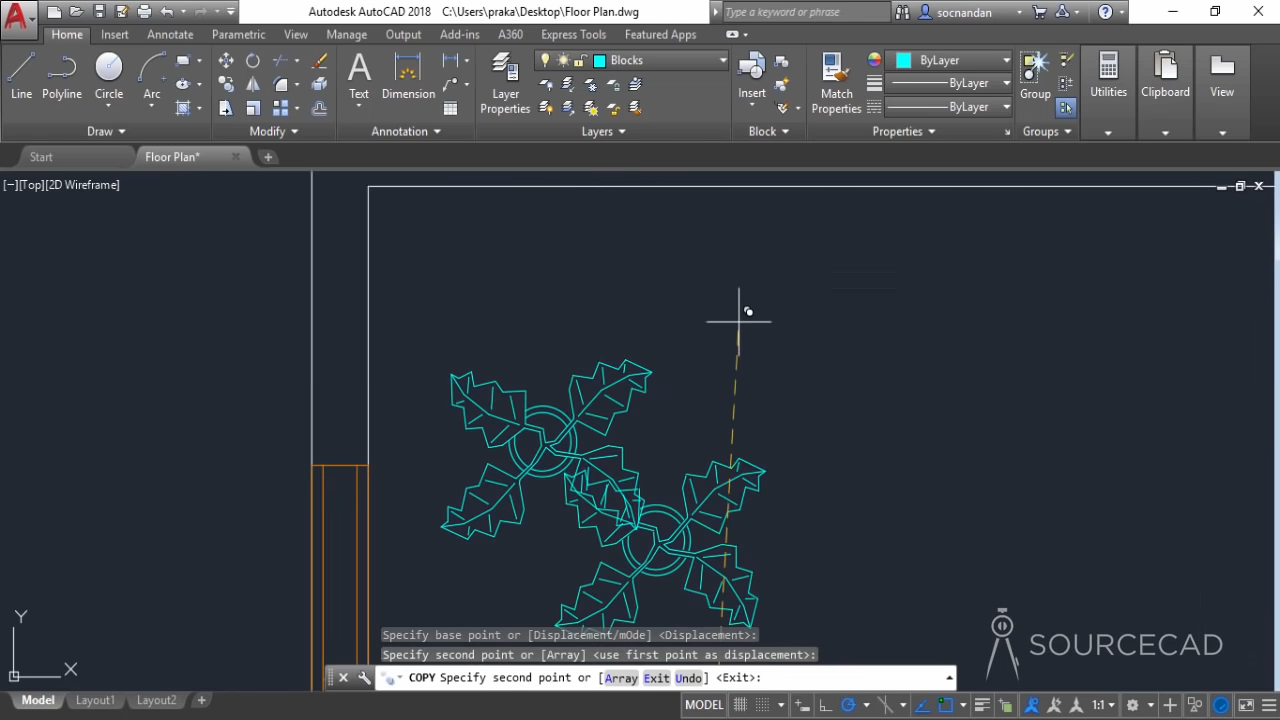 Autodesk AutoCAD 2018 C:\Users\praka\Desktop\Floor Plan.dwg
Type a keyword or phrase
socnandan
Home Insert Annotate Parametric View Manage Output Add-ins A360 Express Tools Featured Apps
Line Polyline Circle Arc
Text Dimension
Layer Properties
Blocks
Insert
Match Properties
ByLayer
ByLayer
ByLayer
Group
Utilities
Clipboard
View
Draw Modify Annotation Layers Block Properties Groups
Start Floor Plan*
[−][Top][2D Wireframe]
Y
X
SOURCECAD
Specify base point or [Displacement/mOde] <Displacement>:
Specify second point or [Array] <use first point as displacement>:
COPY Specify second point or [Array Exit Undo] <Exit>:
Model Layout1 Layout2
MODEL 1:1